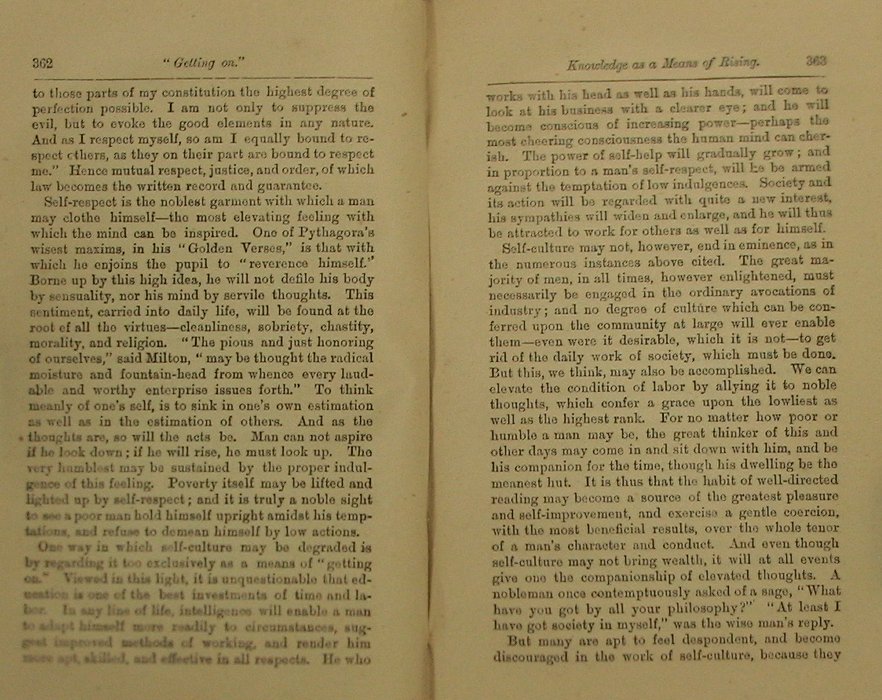 362 " Getting on."
to those parts of my constitution the highest degree of
perfection possible. I am not only to suppress the
evil, but to evoke the good elements in any nature.
And as I respect myself, so am I equally bound to re-
spect others, as they on their part are bound to respect
me." Hence mutual respect, justice, and order, of which
law becomes the written record and guarantee.
Self-respect is the noblest garment with which a man
may clothe himself—the most elevating feeling with
which the mind can be inspired. One of Pythagora's
wisest maxims, in his "Golden Verses," is that with
which he enjoins the pupil to "reverence himself."
Borne up by this high idea, he will not defile his body
by sensuality, nor his mind by servile thoughts. This
sentiment, carried into daily life, will be found at the
root of all the virtues—cleanliness, sobriety, chastity,
morality, and religion. "The pious and just honoring
of ourselves," said Milton, "may be thought the radical
moisture and fountain-head from whence every laud-
able and worthy enterprise issues forth." To think
meanly of one's self, is to sink in one's own estimation
as well as in the estimation of others. And as the
thoughts are, so will the acts be. Man can not aspire
if he look down; if he will rise, he must look up. The
very humblest may be sustained by the proper indul-
gence of this feeling. Poverty itself may be lifted and
lighted up by self-respect; and it is truly a noble sight
to see a poor man hold himself upright amidst his temp-
tations, and refuse to demean himself by low actions.
One way in which self-culture may be degraded is
by regarding it too exclusively as a means of "getting
on." Viewed in this light, it is unquestionable that ed-
ucation is one of the best investments of time and la-
bor. In any line of life, intelligence will enable a man
to adapt himself more readily to circumstances, sug-
gest improved methods of working, and render him
more apt, skilled, and effective in all respects. He who
Knowledge as a Means of Rising. 363
works with his head as well as his hands, will come to
look at his business with a clearer eye; and he will
become conscious of increasing power—perhaps the
most cheering consciousness the human mind can cher-
ish. The power of self-help will gradually grow; and
in proportion to a man's self-respect, will he be armed
against the temptation of low indulgences. Society and
its action will be regarded with quite a new interest,
his sympathies will widen and enlarge, and he will thus
be attracted to work for others as well as for himself.
Self-culture may not, however, end in eminence, as in
the numerous instances above cited. The great ma-
jority of men, in all times, however enlightened, must
necessarily be engaged in the ordinary avocations of
industry; and no degree of culture which can be con-
ferred upon the community at large will ever enable
them—even were it desirable, which it is not—to get
rid of the daily work of society, which must be done.
But this, we think, may also be accomplished. We can
elevate the condition of labor by allying it to noble
thoughts, which confer a grace upon the lowliest as
well as the highest rank. For no matter how poor or
humble a man may be, the great thinker of this and
other days may come in and sit down with him, and be
his companion for the time, though his dwelling be the
meanest hut. It is thus that the habit of well-directed
reading may become a source of the greatest pleasure
and self-improvement, and exercise a gentle coercion,
with the most beneficial results, over the whole tenor
of a man's character and conduct. And even though
self-culture may not bring wealth, it will at all events
give one the companionship of elevated thoughts. A
nobleman once contemptuously asked of a sage, "What
have you got by all your philosophy?" "At least I
have got society in myself," was the wise man's reply.
But many are apt to feel despondent, and become
discouraged in the work of self-culture, because they